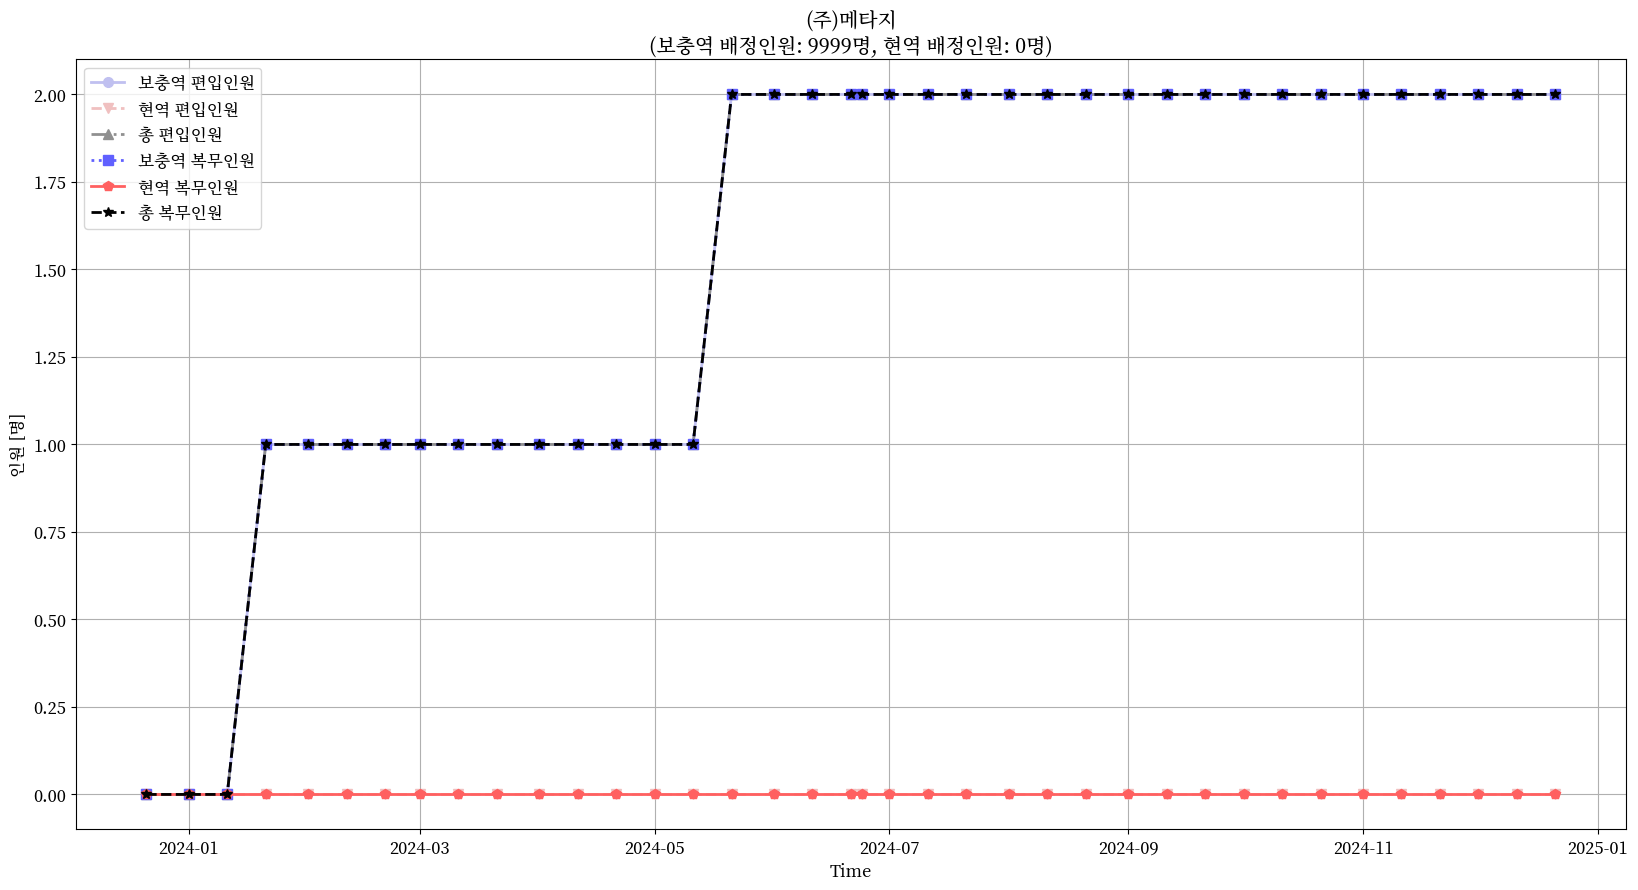 (주)메타지
(보충역 배정인원: 9999명, 현역 배정인원: 0명)
보충역 편입인원
현역 편입인원
총 편입인원
보충역 복무인원
현역 복무인원
총 복무인원
2.00
1.75
1.50
1.25
1.00
0.75
0.50
0.25
0.00
인원 [명]
2024-01 2024-03 2024-05 2024-07 2024-09 2024-11 2025-01
Time